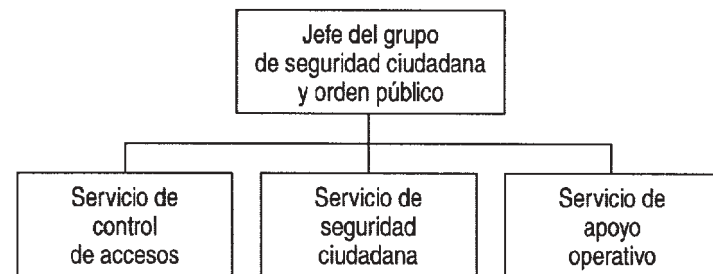 Jefe del grupo
de seguridad ciudadana
y orden público
Servicio de
control
de accesos
Servicio de
seguridad
ciudadana
Servicio de
apoyo
operativo